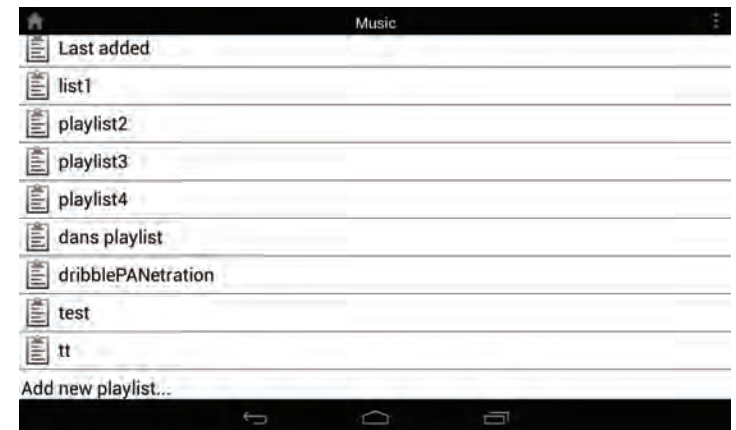 Music
Last added
list1
playlist2
playlist3
playlist4
dans playlist
dribblePANetration
test
tt
Add new playlist...